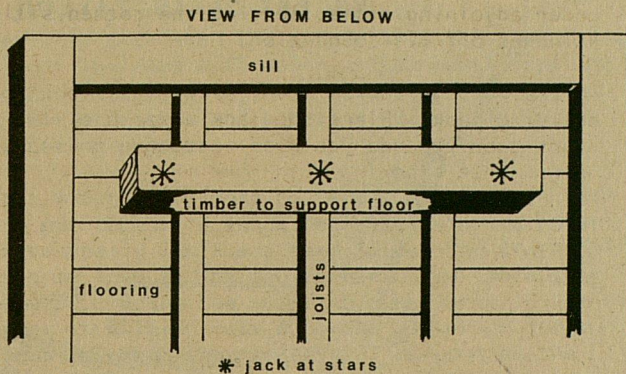 VIEW FROM BELOW
sill
timber to support floor
flooring
joists
jack at stars